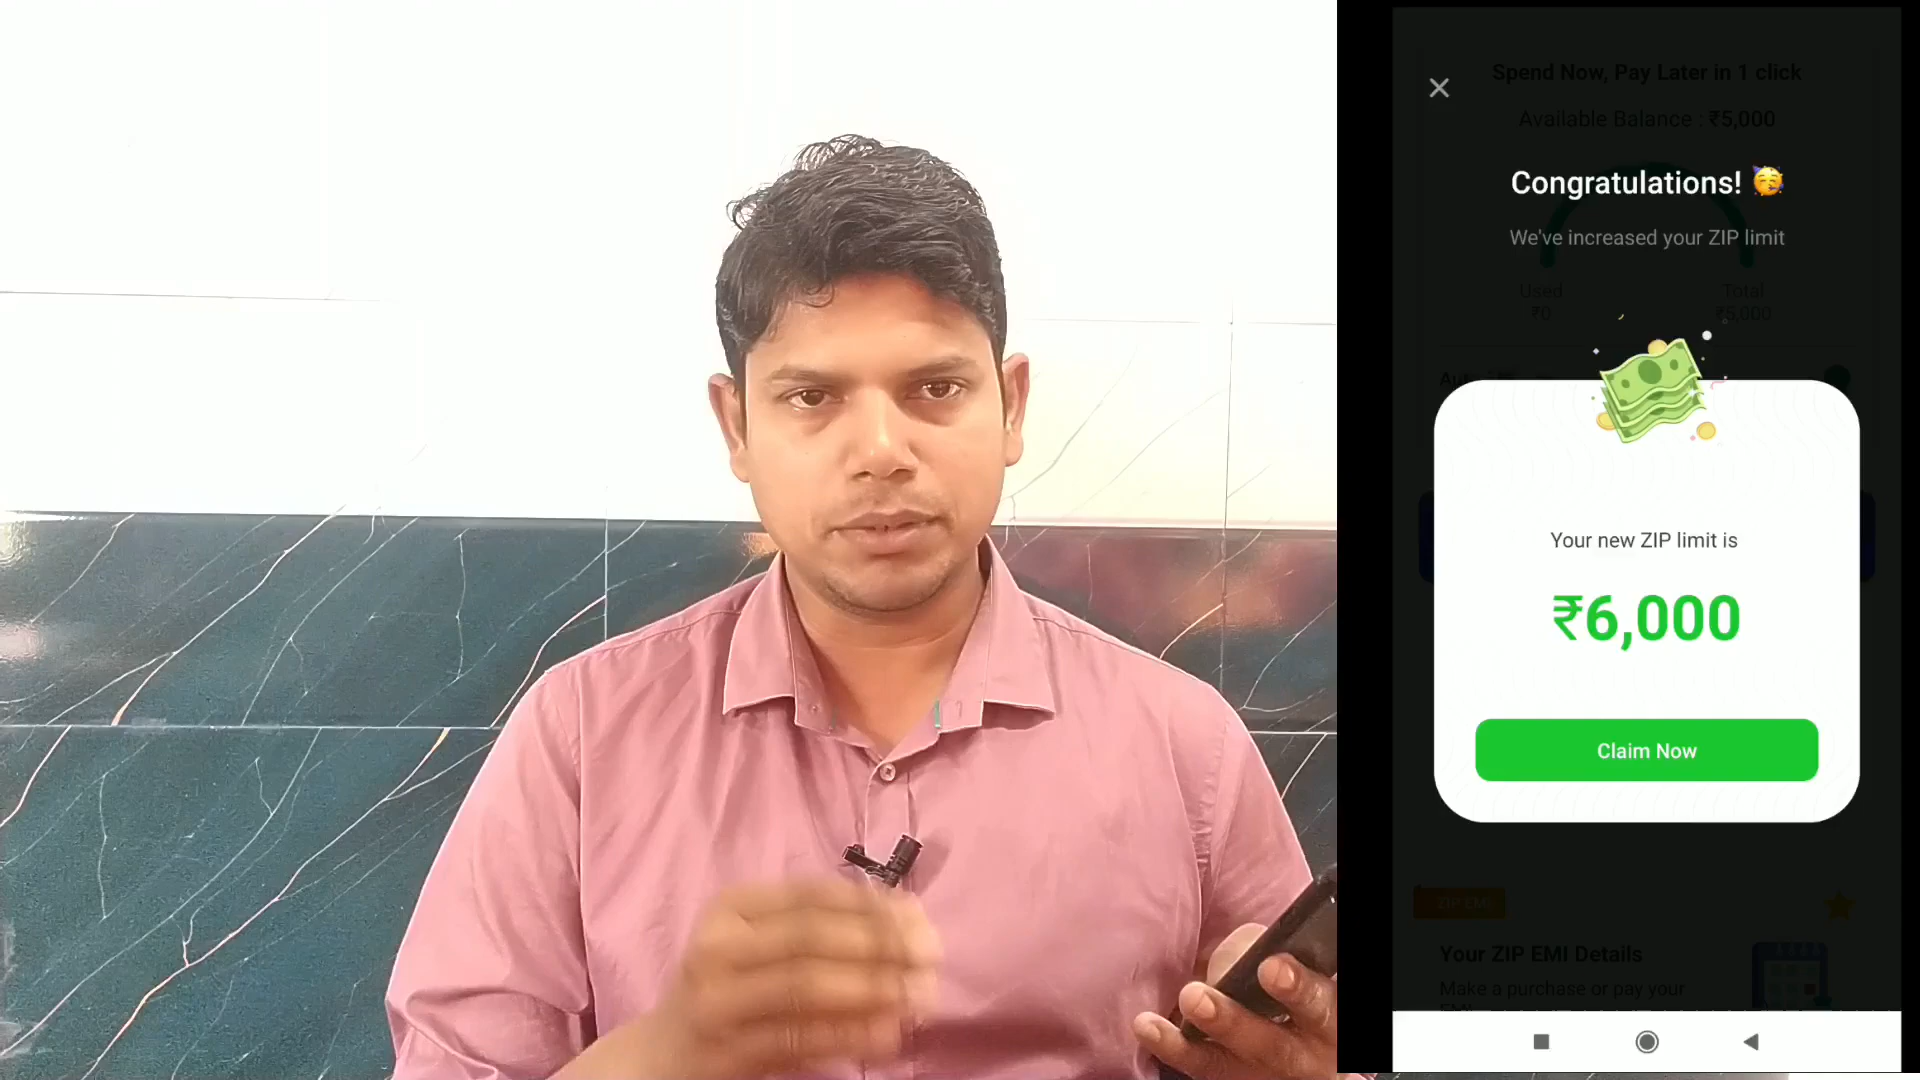 Spend Now, Pay Later in 1 click
Available Balance : ₹5,000
Congratulations! 🥳
We've increased your ZIP limit
Used
Total
₹0
₹5,000
Your new ZIP limit is
₹6,000
Claim Now
ZIP EMI
Your ZIP EMI Details
Make a purchase or pay your